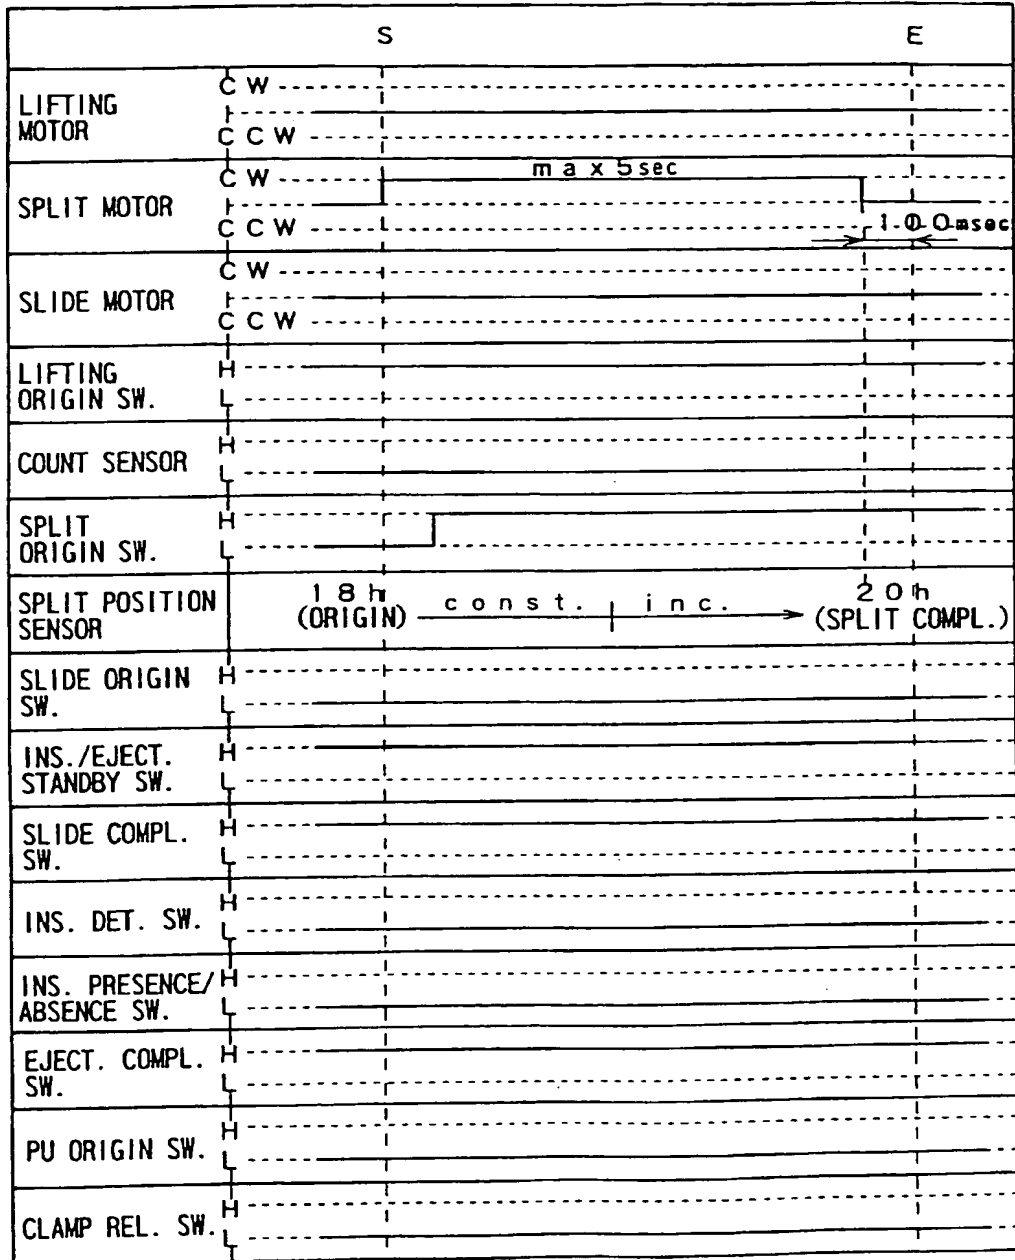 S E
LIFTING
MOTOR
CW
CCW
SPLIT MOTOR
CW
CCW
max 5sec
100msec
SLIDE MOTOR
CW
CCW
LIFTING
ORIGIN SW.
H
L
COUNT SENSOR
H
L
SPLIT
ORIGIN SW.
H
L
SPLIT POSITION
SENSOR
18h
(ORIGIN)
const. inc.
20h
(SPLIT COMPL.)
SLIDE ORIGIN
SW.
H
L
INS./EJECT.
STANDBY SW.
H
L
SLIDE COMPL.
SW.
H
L
INS. DET. SW.
H
L
INS. PRESENCE/
ABSENCE SW.
H
L
EJECT. COMPL.
SW.
H
L
PU ORIGIN SW.
H
L
CLAMP REL. SW.
H
L